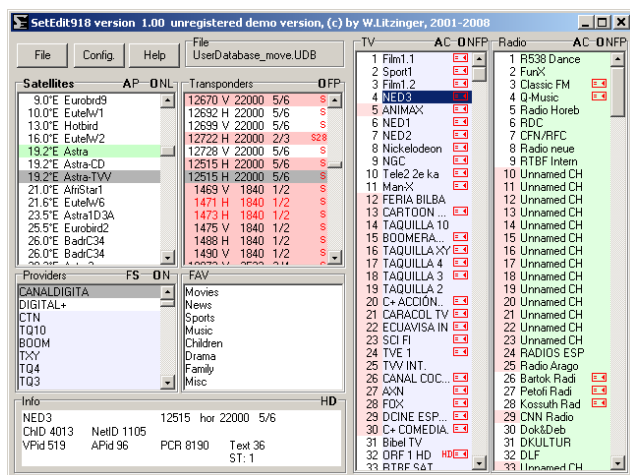 SetEdit918 version 1.00 unregistered demo version, (c) by W.Litzinger, 2001-2008
File Config. Help
File
UserDatabase_move.UDB
Satellites AP ONL
9.0°E Eurobrd9
10.0°E EutelW1
13.0°E Hotbird
16.0°E EutelW2
19.2°E Astra
19.2°E Astra-CD
19.2°E Astra-TVV
21.0°E AfriStar1
21.6°E EutelW6
23.5°E Astra1D3A
25.5°E Eurobird2
26.0°E BadrC34
26.0°E BadrC34
Transponders OFP
12670 V 22000 5/6 S
12692 H 22000 5/6 S
12699 V 22000 5/6 S
12722 H 22000 2/3 S28
12728 V 22000 5/6 S
12515 H 22000 5/6 S
12515 H 22000 5/6 S
1469 V 1840 1/2 S
1471 H 1840 1/2 S
1473 H 1840 1/2 S
1475 V 1840 1/2 S
1488 H 1840 1/2 S
1490 V 1840 1/2 S
Providers FS ON
CANALDIGITA
DIGITAL+
CTN
TQ10
BOOM
TXY
TQ4
TQ3
FAV
Movies
News
Sports
Music
Children
Drama
Family
Misc
Info HD
NED3 12515 hor 22000 5/6
ChID 4013 NetID 1105
VPid 519 APid 96 PCR 8190 Text 36
ST: 1
TV AC ONFP
1 Film1.1
2 Sport1
3 Film1.2
4 NED3
5 ANIMAX
6 NED1
7 NED2
8 Nickelodeon
9 NGC
10 Tele2 2e ka
11 Man-X
12 FERIA BILBA
13 CARTOON ...
14 TAQUILLA 10
15 BOOMERA...
16 TAQUILLA XY
17 TAQUILLA 4
18 TAQUILLA 3
19 TAQUILLA 2
20 C+ ACCIÓN..
21 CARACOL TV
22 ECUAVISA IN
23 SCI FI
24 TVE 1
25 TVV INT.
26 CANAL COC...
27 AXN
28 FOX
29 DCINE ESP...
30 C+ COMEDIA.
31 Bibel TV
32 ORF 1 HD HD
33 RTBF SAT
Radio AC ONFP
1 R538 Dance
2 FunX
3 Classic FM
4 Q-Music
5 Radio Horeb
6 RDC
7 CFN/RFC
8 Radio neue
9 RTBF Intern
10 Unnamed CH
11 Unnamed CH
12 Unnamed CH
13 Unnamed CH
14 Unnamed CH
15 Unnamed CH
16 Unnamed CH
17 Unnamed CH
18 Unnamed CH
19 Unnamed CH
20 Unnamed CH
21 Unnamed CH
22 Unnamed CH
23 Unnamed CH
24 RADIOS ESP
25 Radio Arago
26 Bartok Radi
27 Petofi Radi
28 Kossuth Rad
29 CNN Radio
30 Dok&Deb
31 DKULTUR
32 DLF
33 Unnamed CH